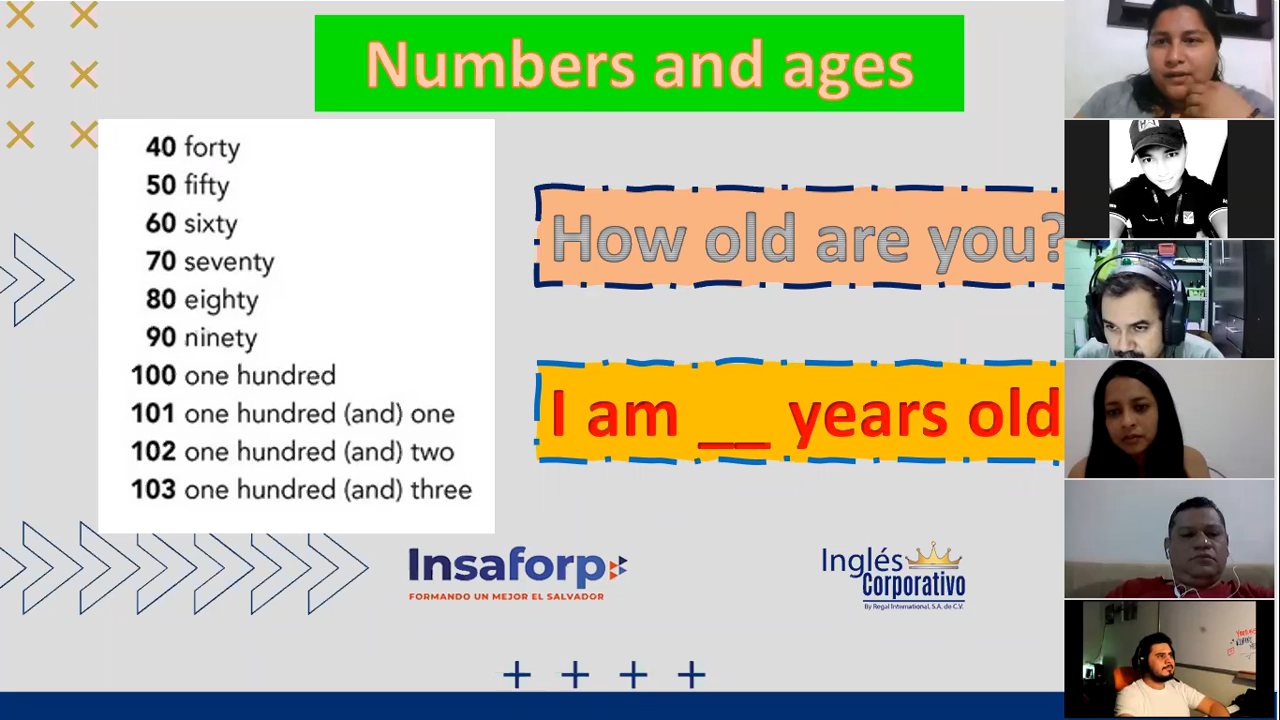 Numbers and ages
40 forty
50 fifty
60 sixty
70 seventy
80 eighty
90 ninety
100 one hundred
101 one hundred (and) one
102 one hundred (and) two
103 one hundred (and) three
How old are you?
I am __ years old
Insaforp
FORMANDO UN MEJOR EL SALVADOR
Inglés
Corporativo
By Regal International, S.A. de C.V.